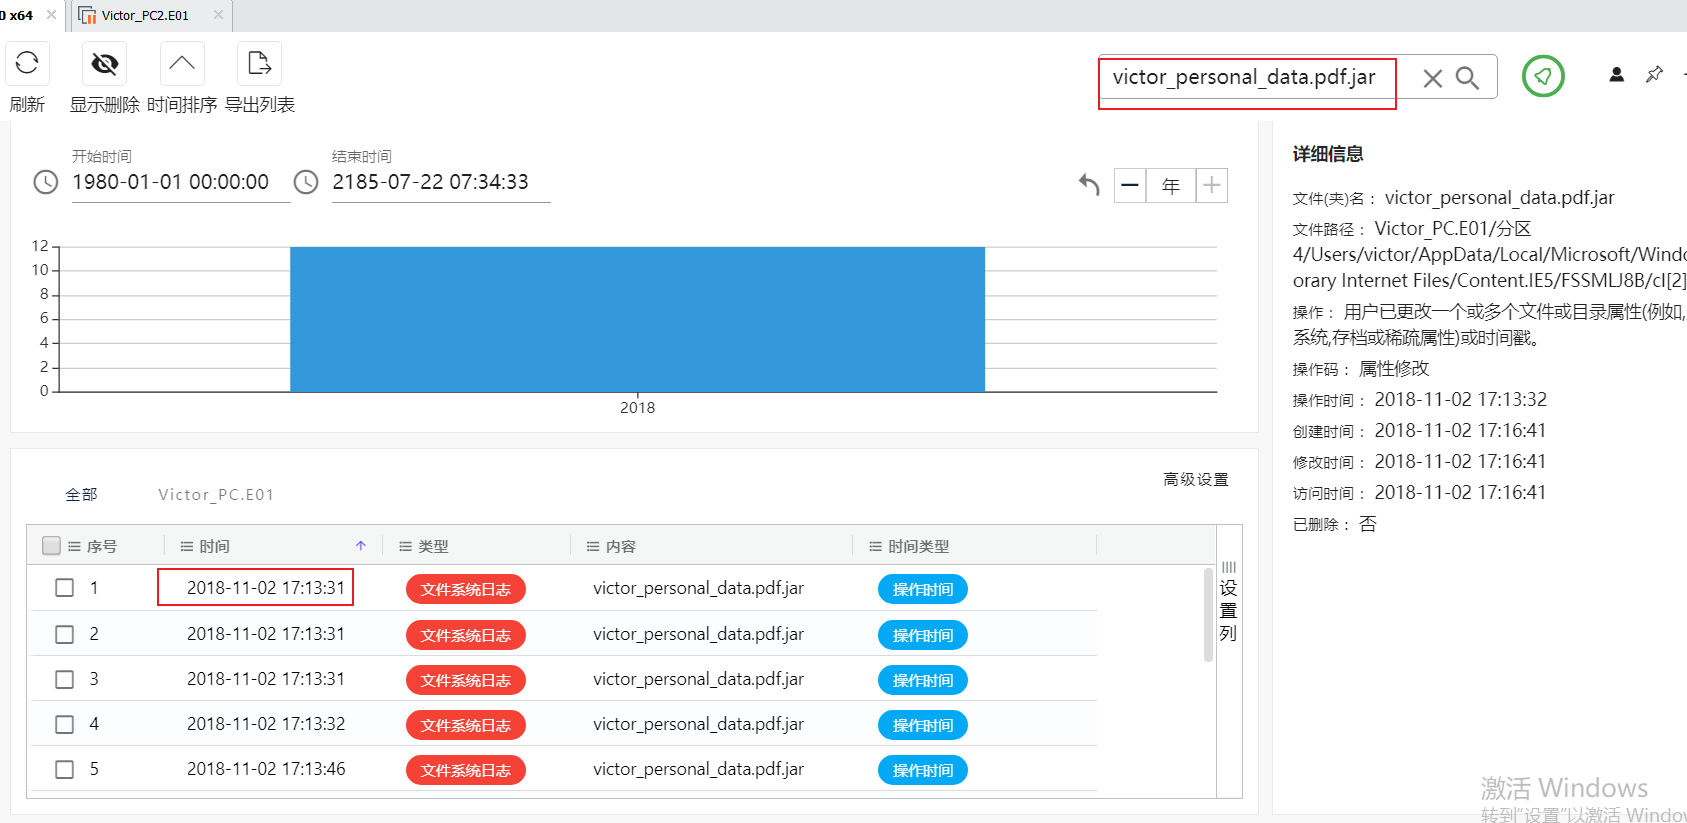 0 x64
Victor_PC2.E01
刷新
显示删除
时间排序
导出列表
victor_personal_data.pdf.jar
开始时间
1980-01-01 00:00:00
结束时间
2185-07-22 07:34:33
年
12
10
8
6
4
2
0
2018
全部
Victor_PC.E01
高级设置
序号 时间 类型 内容 时间类型
1 2018-11-02 17:13:31 文件系统日志 victor_personal_data.pdf.jar 操作时间
2 2018-11-02 17:13:31 文件系统日志 victor_personal_data.pdf.jar 操作时间
3 2018-11-02 17:13:31 文件系统日志 victor_personal_data.pdf.jar 操作时间
4 2018-11-02 17:13:32 文件系统日志 victor_personal_data.pdf.jar 操作时间
5 2018-11-02 17:13:46 文件系统日志 victor_personal_data.pdf.jar 操作时间
设置列
详细信息
文件(夹)名： victor_personal_data.pdf.jar
文件路径： Victor_PC.E01/分区
4/Users/victor/AppData/Local/Microsoft/Windo
orary Internet Files/Content.IE5/FSSMLJ8B/cI[2]
操作： 用户已更改一个或多个文件或目录属性(例如,
系统,存档或稀疏属性)或时间戳。
操作码： 属性修改
操作时间： 2018-11-02 17:13:32
创建时间： 2018-11-02 17:16:41
修改时间： 2018-11-02 17:16:41
访问时间： 2018-11-02 17:16:41
已删除： 否
激活 Windows
转到"设置"以激活 Windo